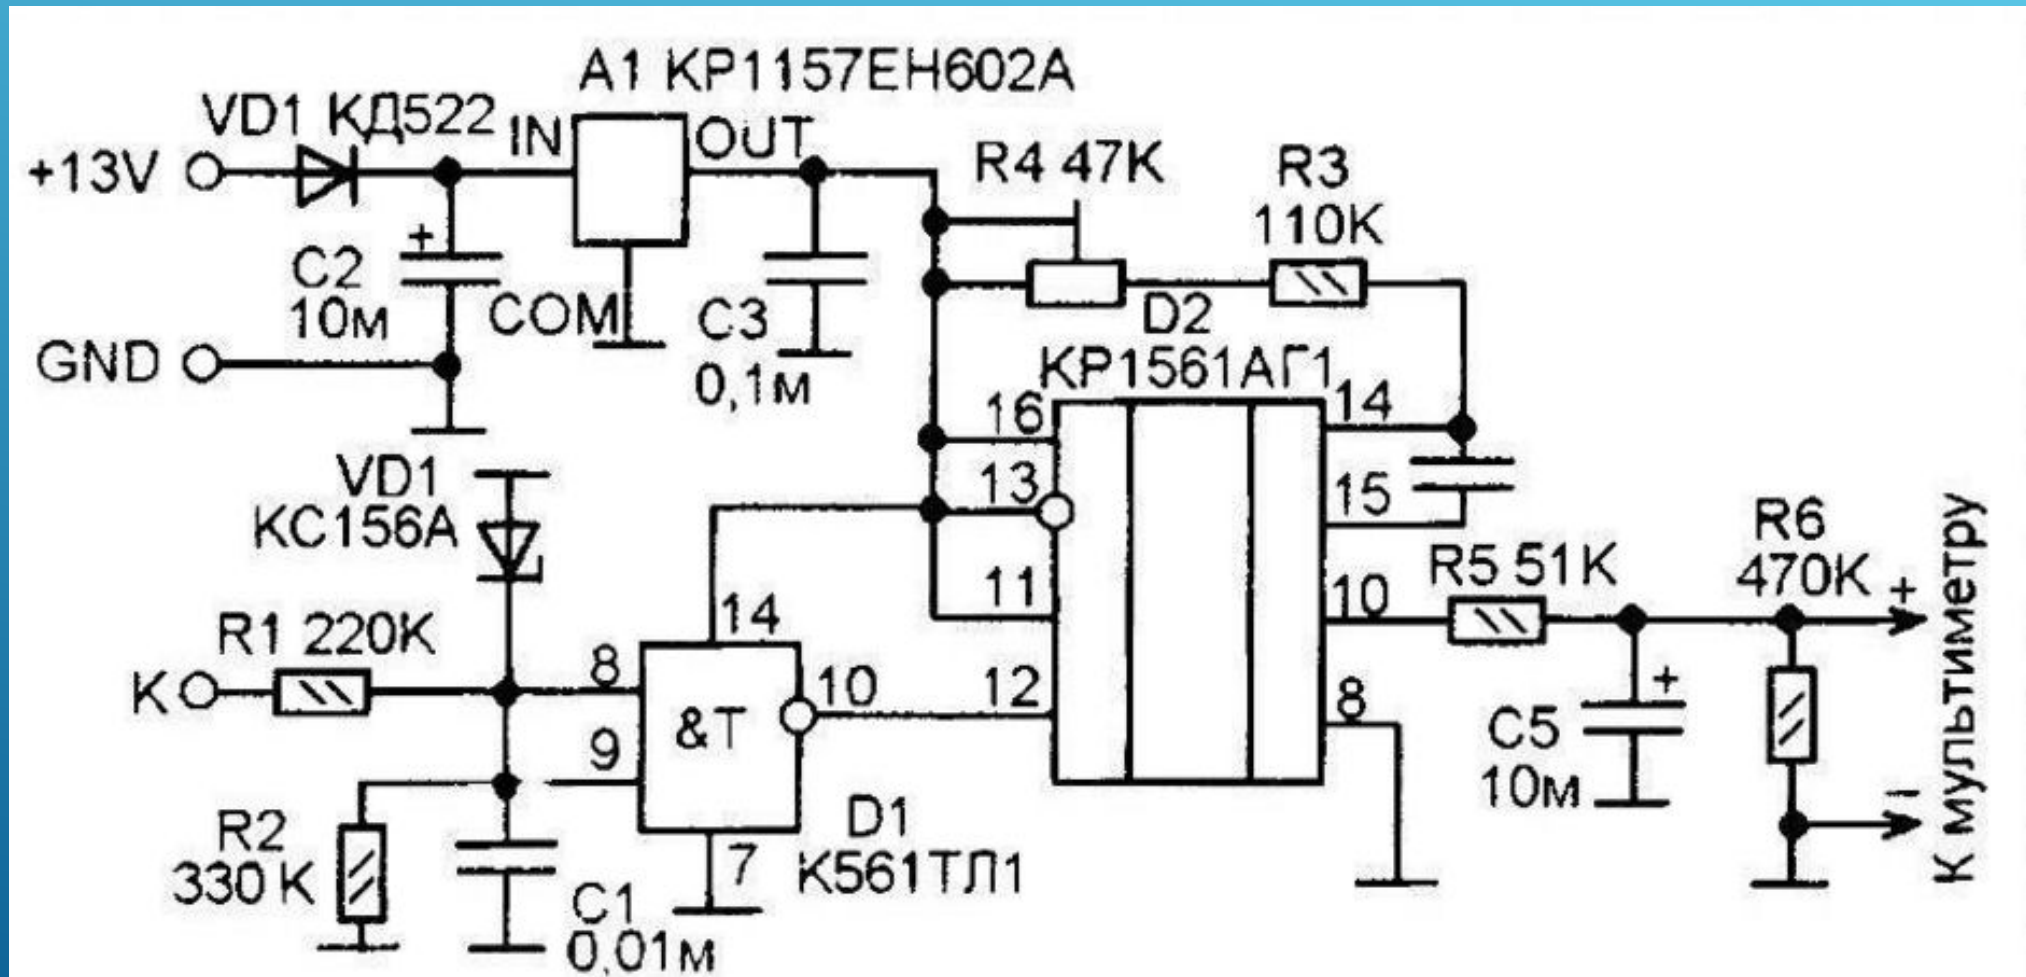 A1 КР1157ЕН602А
VD1 КД522
IN
OUT
+13V
R4 47K
R3
110K
+
C2
10м
COM
C3
0,1м
D2
КР1561АГ1
GND
16
14
13
15
VD1
КС156А
11
10
R5 51K
R6
470K
+
14
R1 220K
K
8
10
12
8
+
&T
9
C5
10м
–
R2
330 K
7
D1
К561ТЛ1
C1
0,01м
К мультиметру